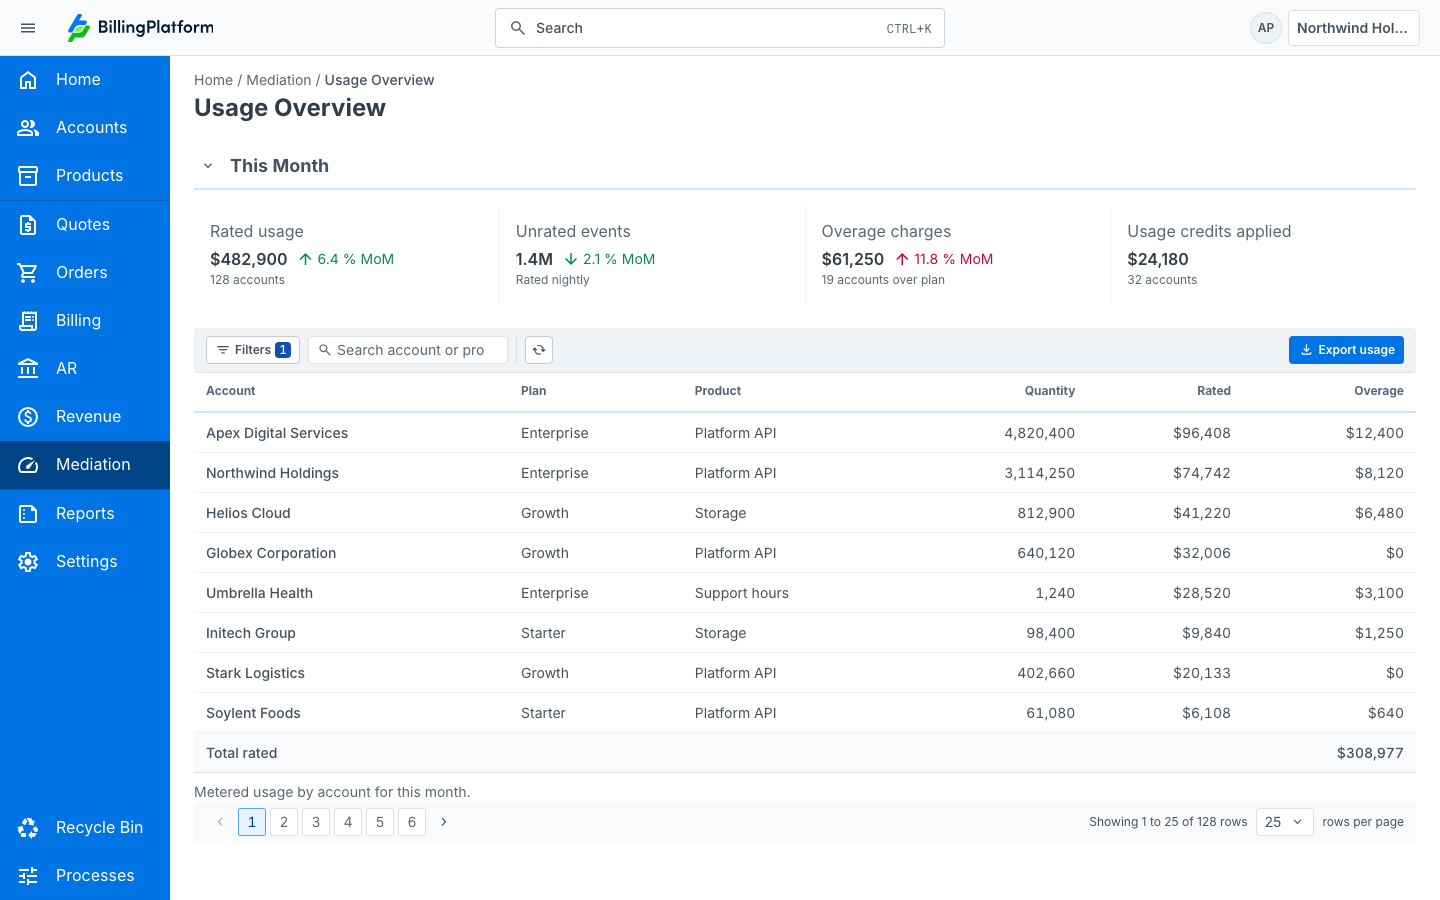 BillingPlatform
Search CTRL+K
AP Northwind Hol...
Home
Accounts
Products
Quotes
Orders
Billing
AR
Revenue
Mediation
Reports
Settings
Recycle Bin
Processes
Home / Mediation / Usage Overview
Usage Overview
This Month
Rated usage
$482,900 6.4 % MoM
128 accounts
Unrated events
1.4M 2.1 % MoM
Rated nightly
Overage charges
$61,250 11.8 % MoM
19 accounts over plan
Usage credits applied
$24,180
32 accounts
Filters 1 Search account or pro Export usage
Account Plan Product Quantity Rated Overage
Apex Digital Services Enterprise Platform API 4,820,400 $96,408 $12,400
Northwind Holdings Enterprise Platform API 3,114,250 $74,742 $8,120
Helios Cloud Growth Storage 812,900 $41,220 $6,480
Globex Corporation Growth Platform API 640,120 $32,006 $0
Umbrella Health Enterprise Support hours 1,240 $28,520 $3,100
Initech Group Starter Storage 98,400 $9,840 $1,250
Stark Logistics Growth Platform API 402,660 $20,133 $0
Soylent Foods Starter Platform API 61,080 $6,108 $640
Total rated $308,977
Metered usage by account for this month.
1 2 3 4 5 6 Showing 1 to 25 of 128 rows 25 rows per page